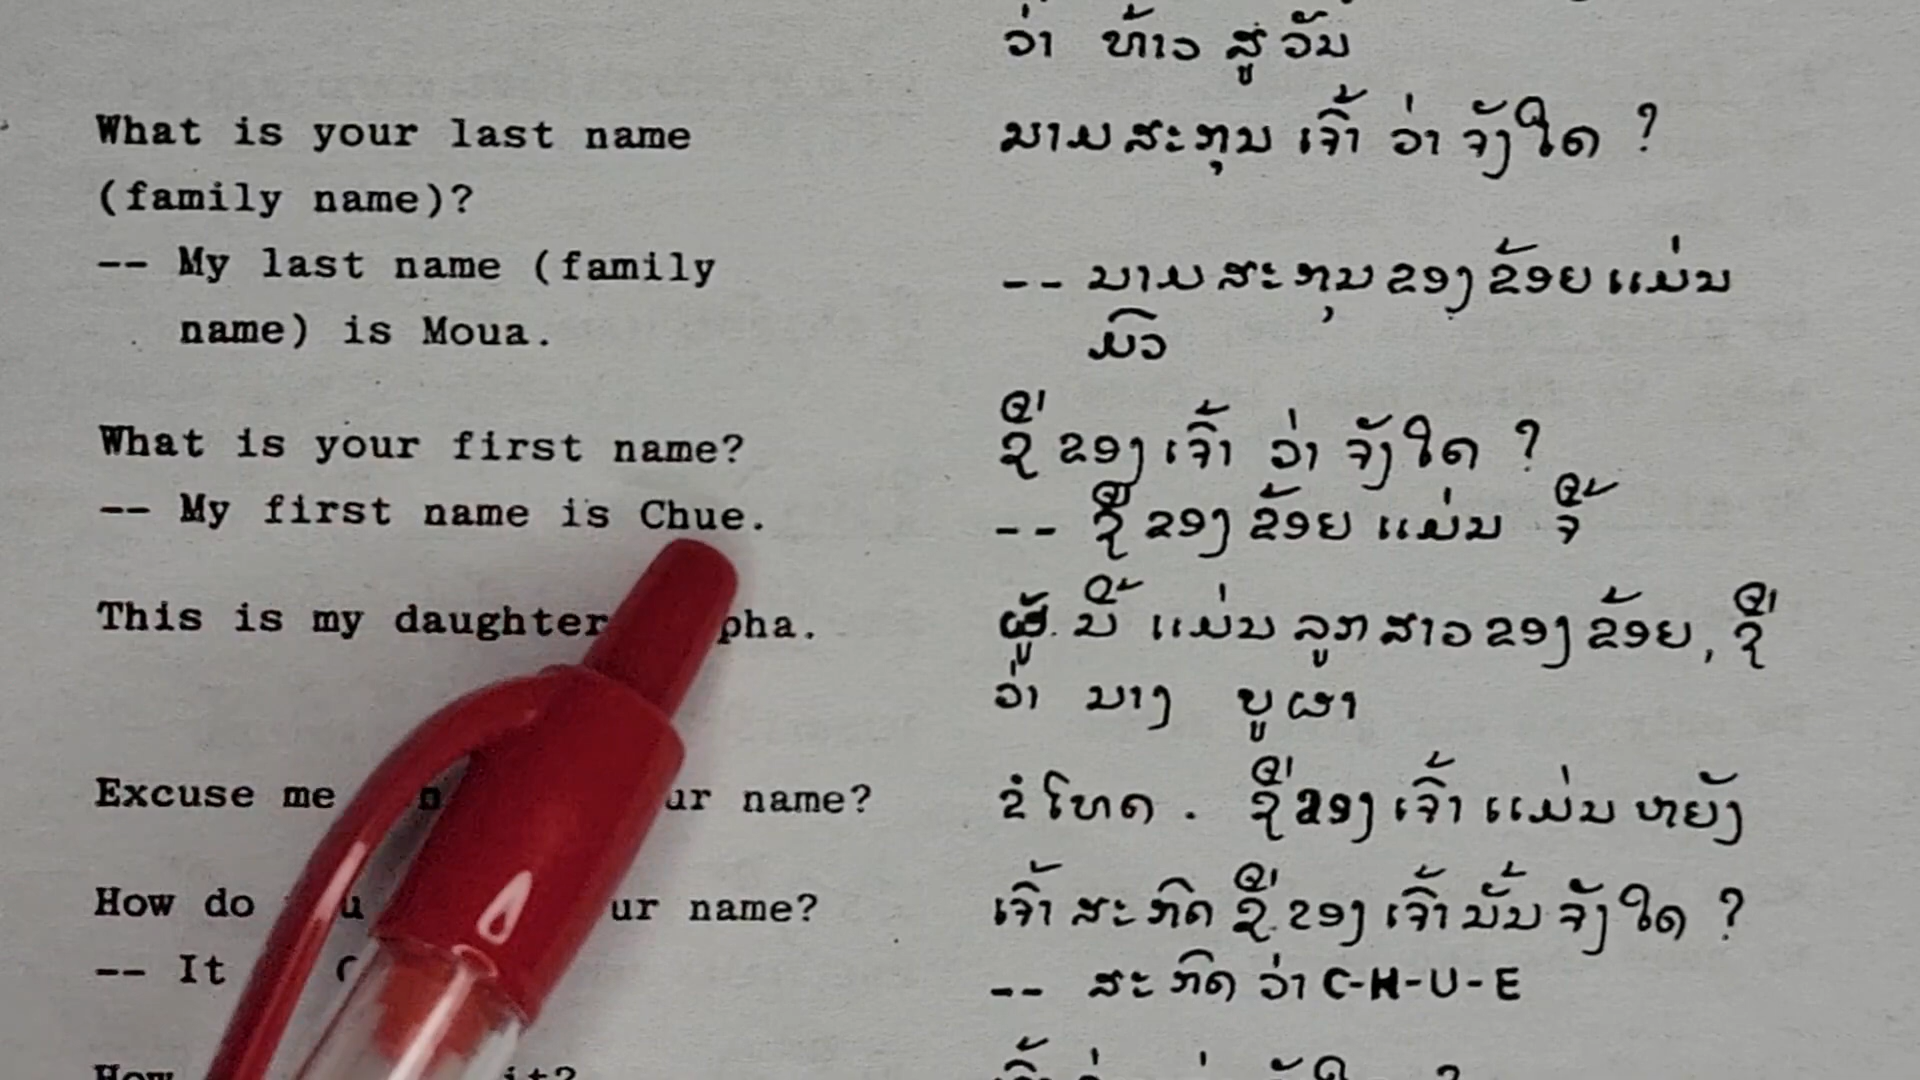 ວ່າ ທ້າວ ສູ່ ວັນ
What is your last name
ນາມສະກຸນ ເຈົ້າ ວ່າ ຈັ່ງໃດ ?
(family name)?
-- My last name (family
-- ນາມສະກຸນຂອງຂ້ອຍແມ່ນ
name) is Moua.
ມົວ
What is your first name?
ຊື່ ຂອງ ເຈົ້າ ວ່າ ຈັ່ງໃດ ?
-- My first name is Chue.
-- ຊື່ ຂອງ ຂ້ອຍ ແມ່ນ ຈື້
This is my daughter pha.
ຜູ້ ນີ້ ແມ່ນ ລູກສາວຂອງຂ້ອຍ, ຊື່
ວ່າ ນາງ ບູຜາ
Excuse me ur name?
ຂໍໂທດ . ຊື່ຂອງ ເຈົ້າ ແມ່ນ ຫຍັງ
How do ur name?
ເຈົ້າ ສະກົດ ຊື່ຂອງ ເຈົ້ານັ້ນ ຈັ່ງໃດ ?
-- It
-- ສະກົດ ວ່າ C-H-U-E
How it?